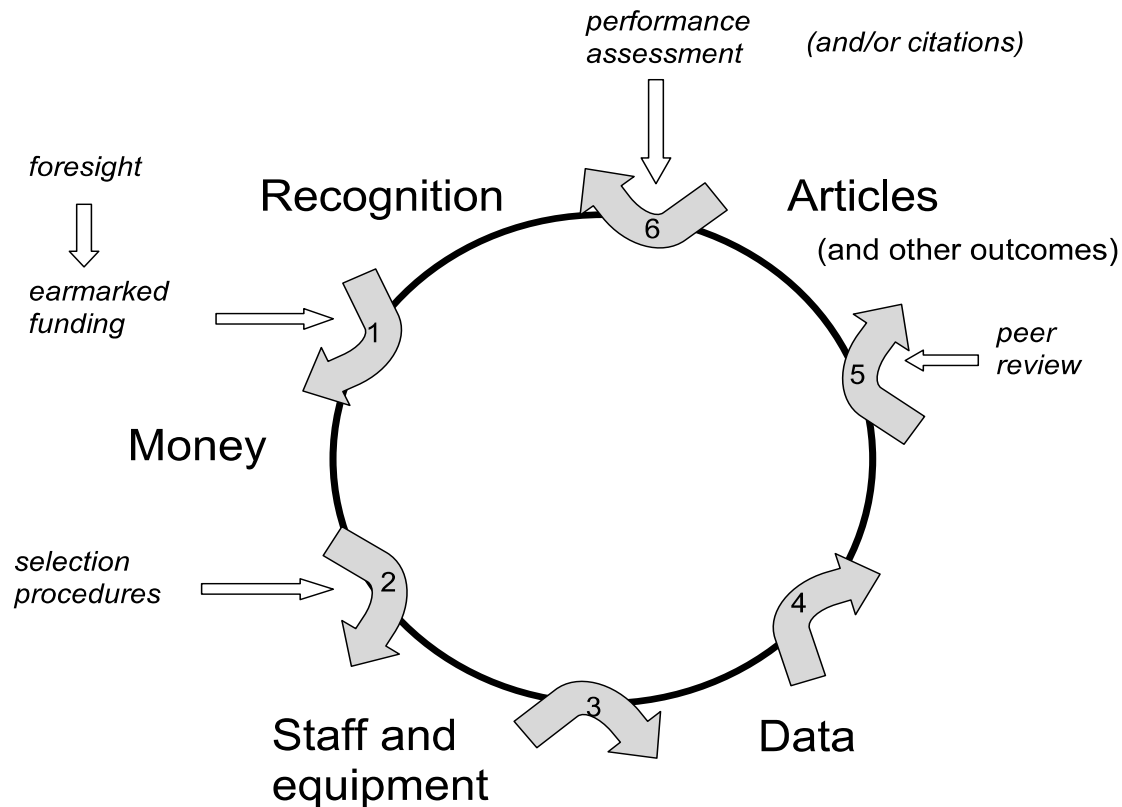 performance
assessment
(and/or citations)
foresight
Recognition
Articles
6
(and other outcomes)
earmarked
funding
1
peer
review
5
Money
selection
procedures
2
4
3
Staff and
equipment
Data